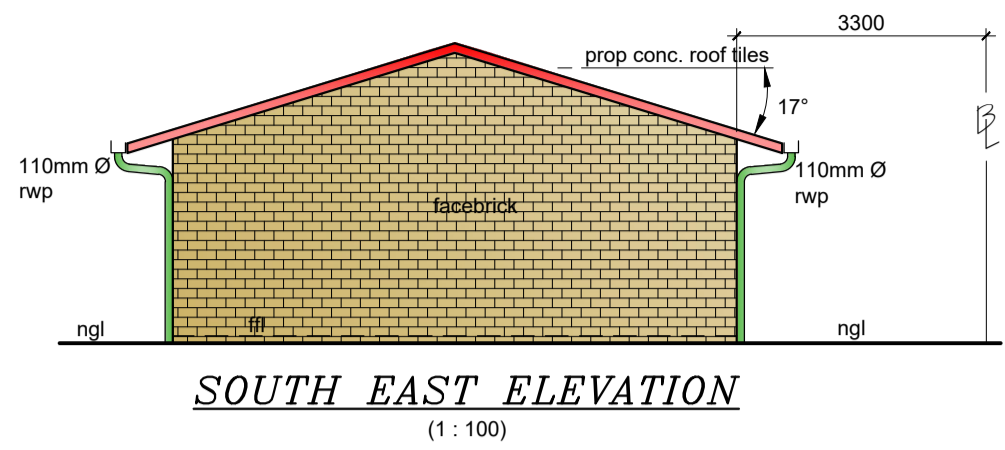 3300
prop conc. roof tiles
17°
BL
110mm Ø
rwp
110mm Ø
rwp
facebrick
ffl
ngl
ngl
SOUTH EAST ELEVATION
(1 : 100)